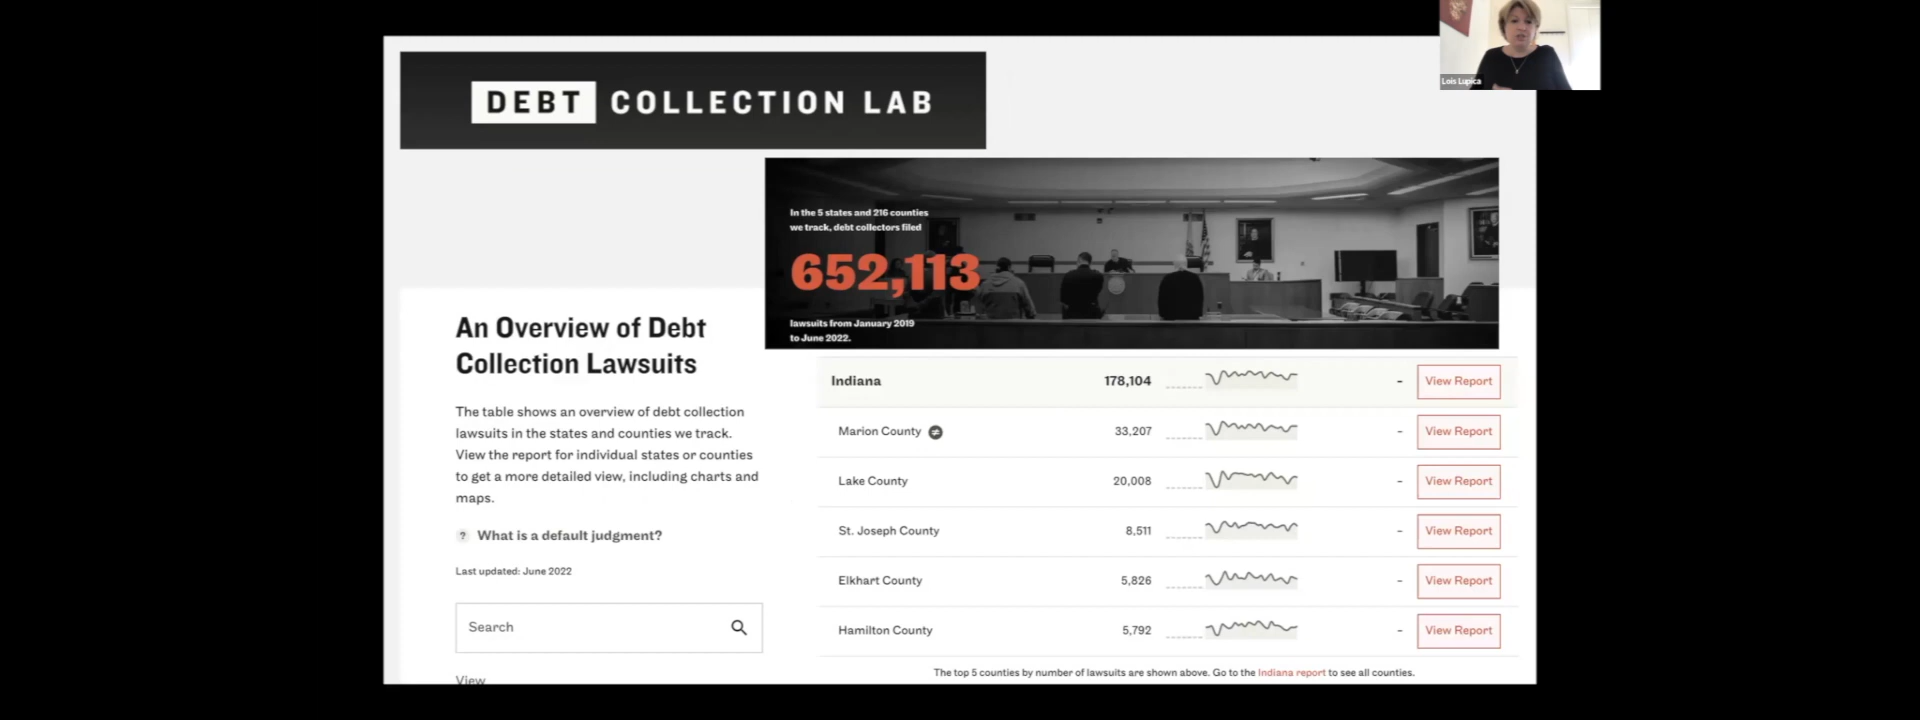 Lois Lupica
DEBT COLLECTION LAB
In the 5 states and 216 counties
we track, debt collectors filed
652,113
lawsuits from January 2019
to June 2022.
An Overview of Debt
Collection Lawsuits
The table shows an overview of debt collection
lawsuits in the states and counties we track.
View the report for individual states or counties
to get a more detailed view, including charts and
maps.
? What is a default judgment?
Last updated: June 2022
Search
View
Indiana 178,104 - View Report
Marion County ≠ 33,207 - View Report
Lake County 20,008 - View Report
St. Joseph County 8,511 - View Report
Elkhart County 5,826 - View Report
Hamilton County 5,792 - View Report
The top 5 counties by number of lawsuits are shown above. Go to the Indiana report to see all counties.